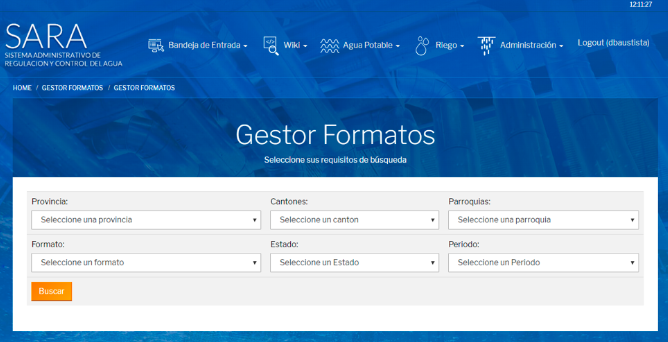 12:11:27
SARA
SISTEMA ADMINISTRATIVO DE
REGULACION Y CONTROL DEL AGUA
Bandeja de Entrada
Wiki
Agua Potable
Riego
Administración
Logout (dbaustista)
HOME / GESTOR FORMATOS / GESTOR FORMATOS
Gestor Formatos
Seleccione sus requisitos de búsqueda
Provincia: Cantones: Parroquias:
Seleccione una provincia Seleccione un canton Seleccione una parroquia
Formato: Estado: Periodo:
Seleccione un formato Seleccione un Estado Seleccione un Periodo
Buscar